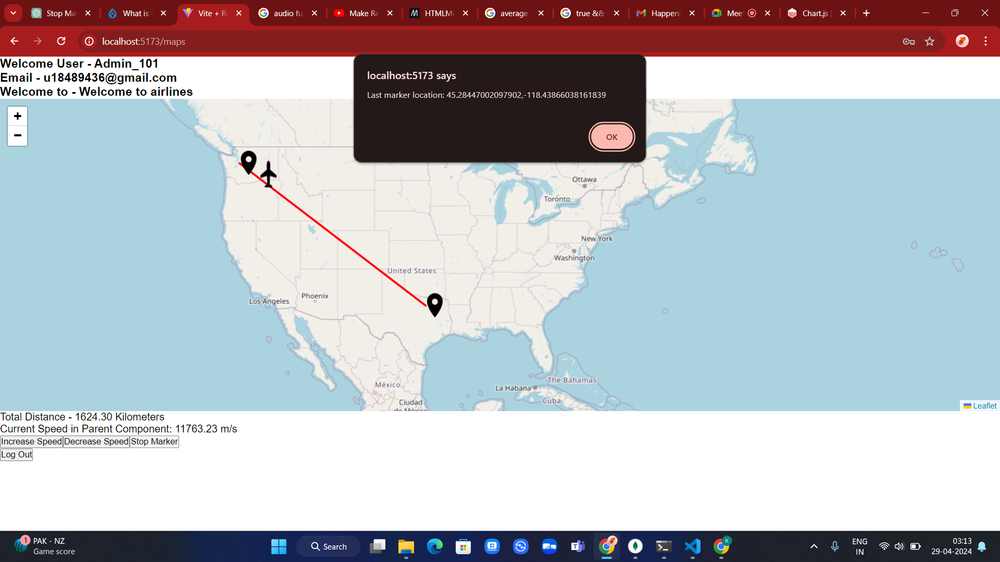 Stop Ma
What is
Vite + R
audio fu
Make Re
HTMLMe
average
true &&
Happeni
Mee
Chart.js |
localhost:5173/maps
Welcome User - Admin_101
Email - u18489436@gmail.com
Welcome to - Welcome to airlines
localhost:5173 says
Last marker location: 45.28447002097902,-118.43866038161839
OK
+
−
Ottawa
Toronto
New York
Washington
United States
Phoenix
Los Angeles
The Bahamas
México
La Habana
Cuba
Ciudad
de México
Leaflet
Total Distance - 1624.30 Kilometers
Current Speed in Parent Component: 11763.23 m/s
Increase Speed Decrease Speed Stop Marker
Log Out
1
PAK - NZ
Game score
Search
K
ENG
IN
03:13
29-04-2024